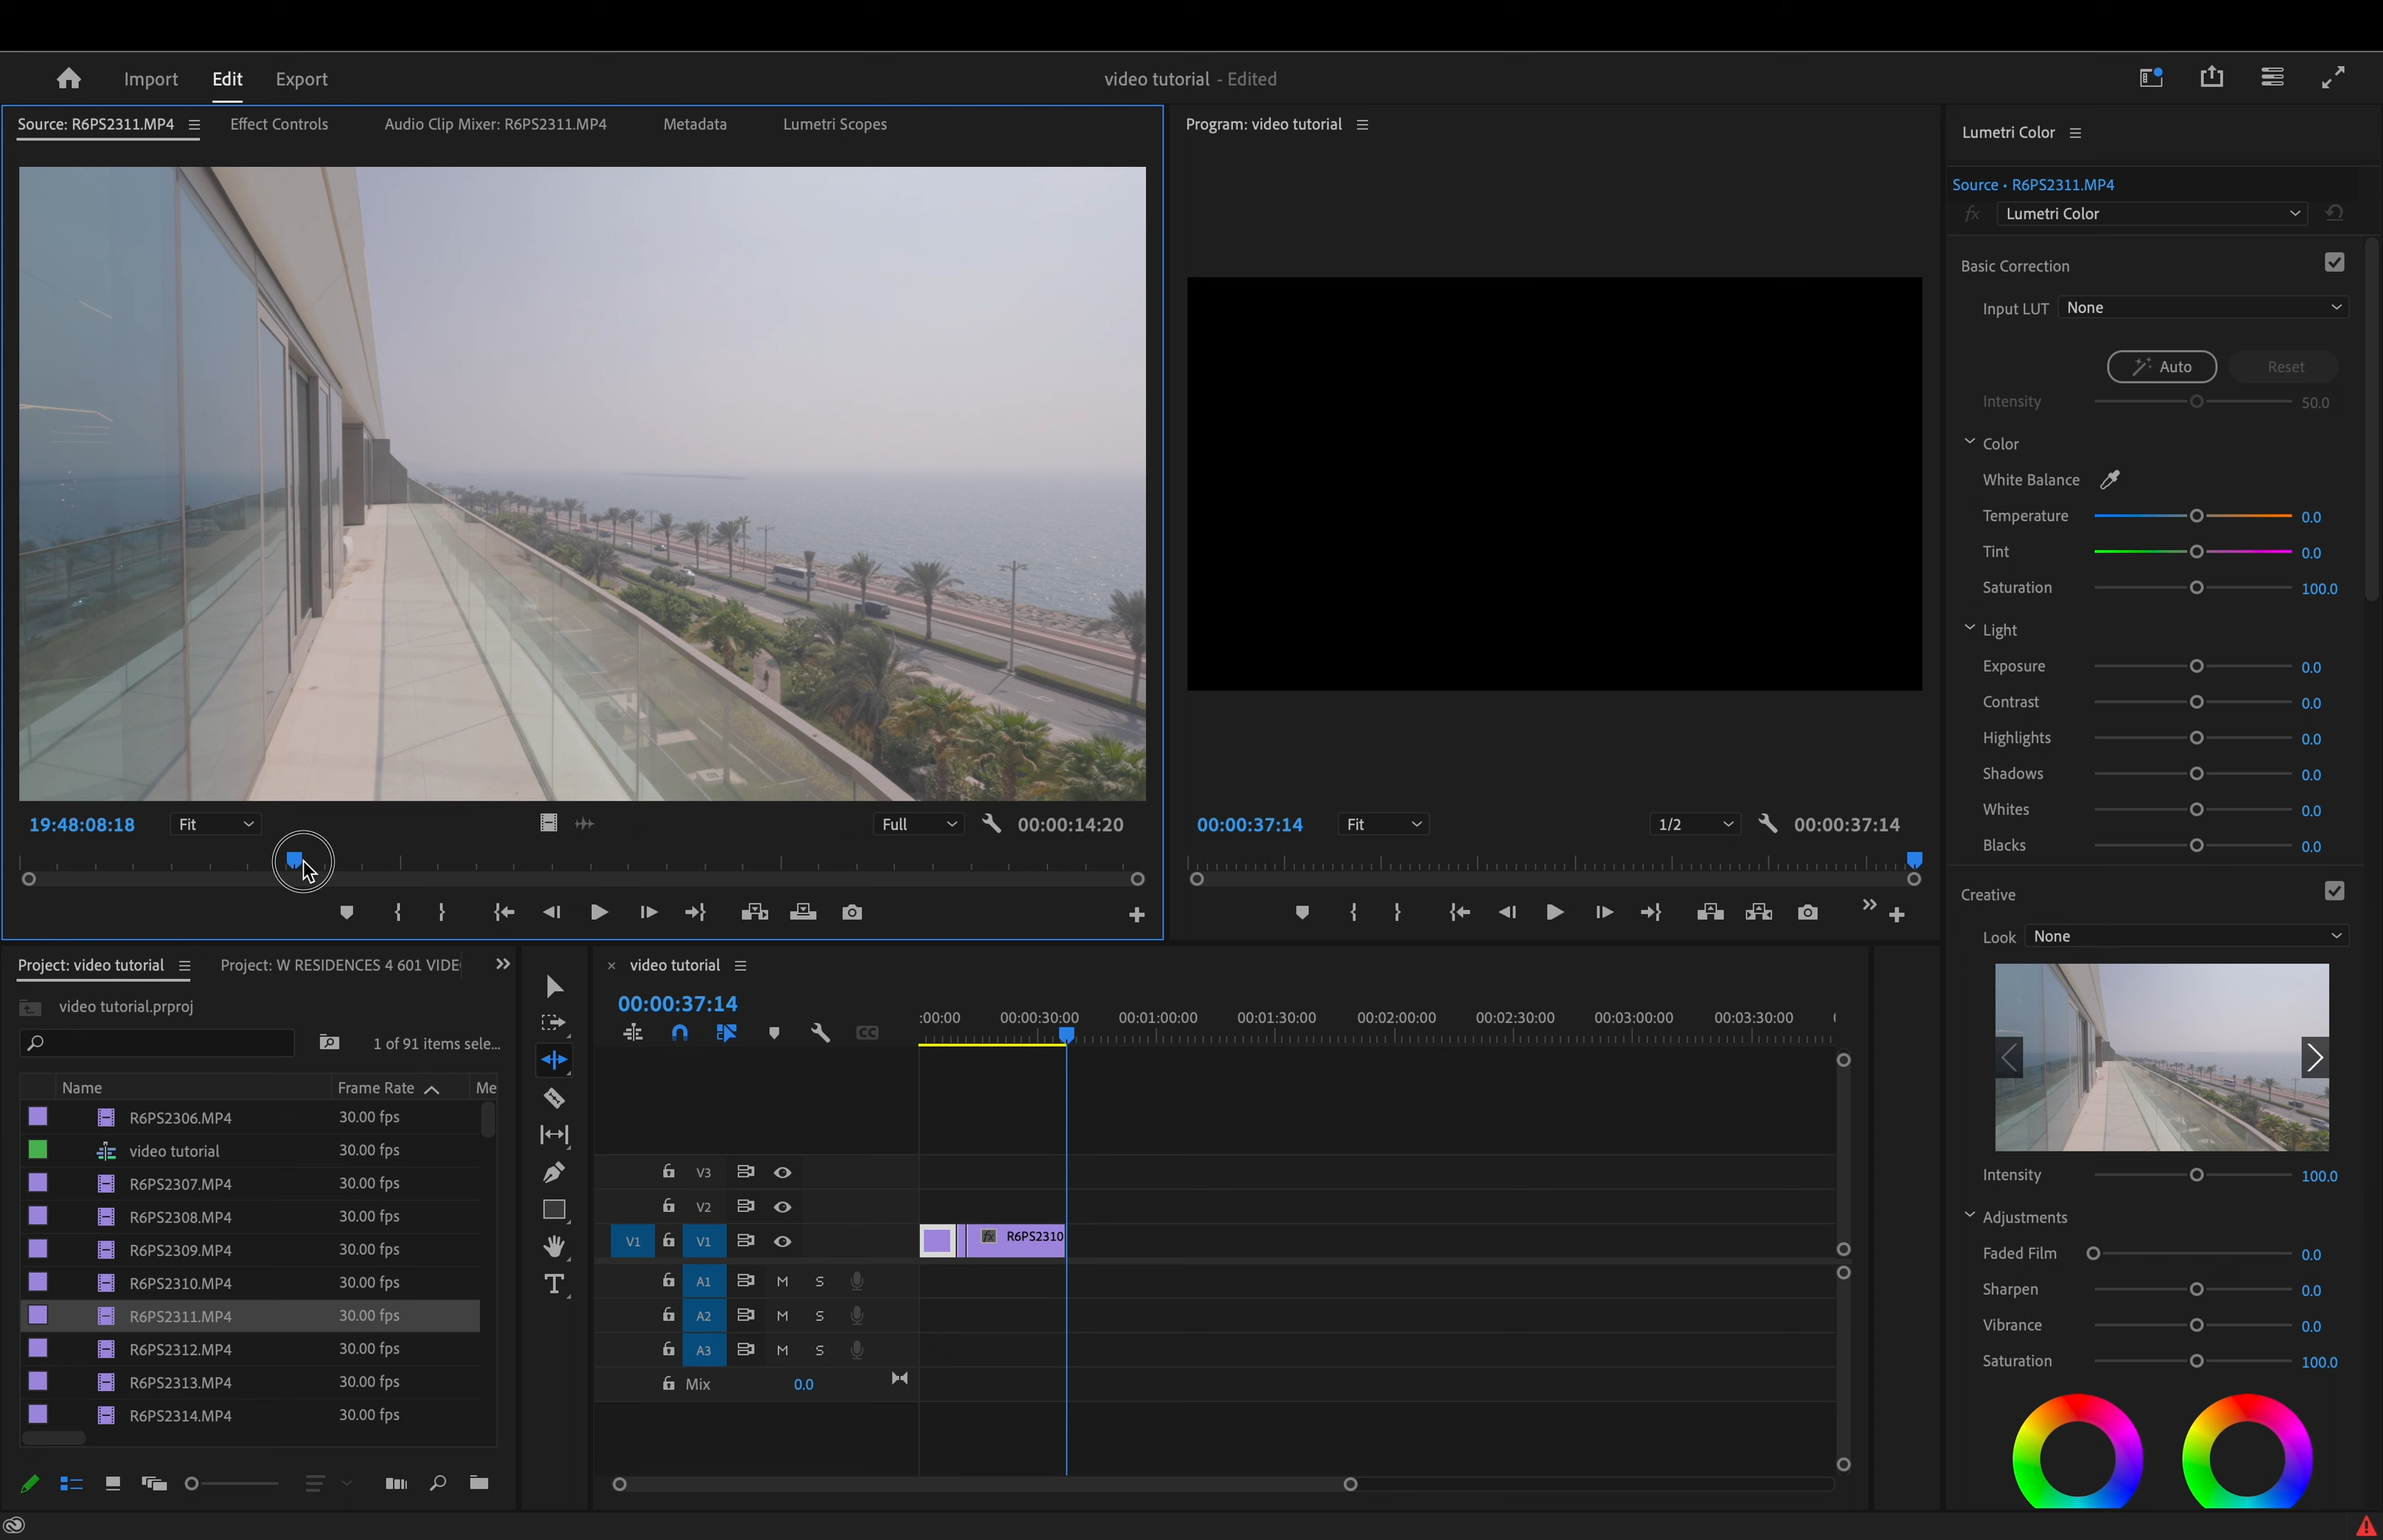 Import Edit Export
video tutorial - Edited
Source: R6PS2311.MP4 Effect Controls Audio Clip Mixer: R6PS2311.MP4 Metadata Lumetri Scopes
19:48:08:18 Fit Full 00:00:14:20
Program: video tutorial
00:00:37:14 Fit 1/2 00:00:37:14
Lumetri Color
Source • R6PS2311.MP4
fx Lumetri Color
Basic Correction
Input LUT None
Auto Reset
Intensity 50.0
Color
White Balance
Temperature 0.0
Tint 0.0
Saturation 100.0
Light
Exposure 0.0
Contrast 0.0
Highlights 0.0
Shadows 0.0
Whites 0.0
Blacks 0.0
Creative
Look None
Intensity 100.0
Adjustments
Faded Film 0.0
Sharpen 0.0
Vibrance 0.0
Saturation 100.0
Project: video tutorial Project: W RESIDENCES 4 601 VIDE
video tutorial.prproj
1 of 91 items sele...
Name Frame Rate Me
R6PS2306.MP4 30.00 fps
video tutorial 30.00 fps
R6PS2307.MP4 30.00 fps
R6PS2308.MP4 30.00 fps
R6PS2309.MP4 30.00 fps
R6PS2310.MP4 30.00 fps
R6PS2311.MP4 30.00 fps
R6PS2312.MP4 30.00 fps
R6PS2313.MP4 30.00 fps
R6PS2314.MP4 30.00 fps
× video tutorial
00:00:37:14
CC
:00:00 00:00:30:00 00:01:00:00 00:01:30:00 00:02:00:00 00:02:30:00 00:03:00:00 00:03:30:00
V3
V2
V1 V1 fx R6PS2310
A1 M S
A2 M S
A3 M S
Mix 0.0